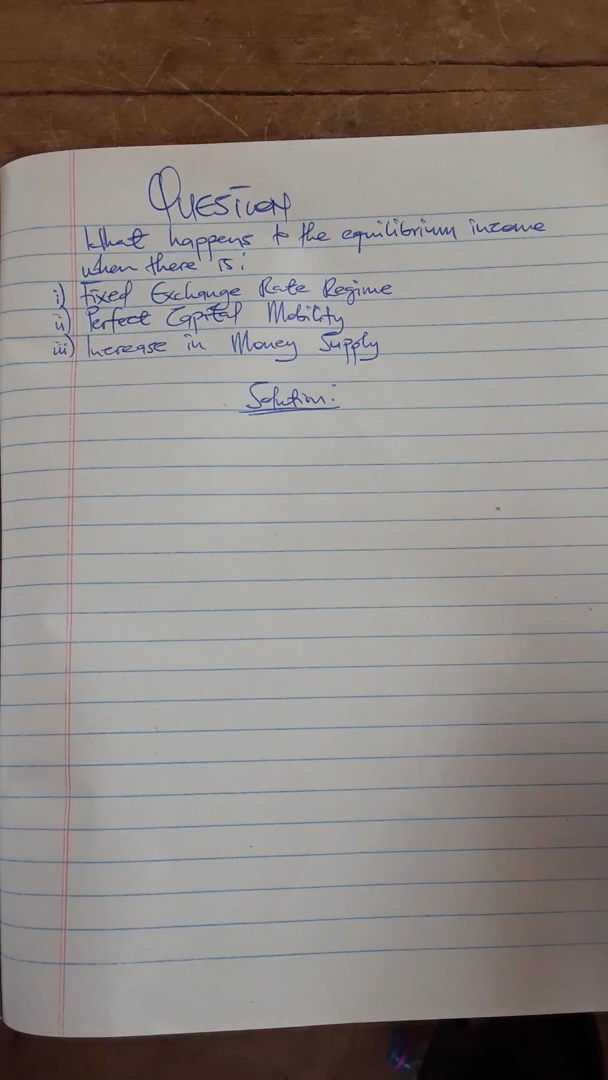 QUESTION
What happens to the equilibrium income
when there is:
i) Fixed Exchange Rate Regime
ii) Perfect Capital Mobility
iii) Increase in Money Supply
Solution: